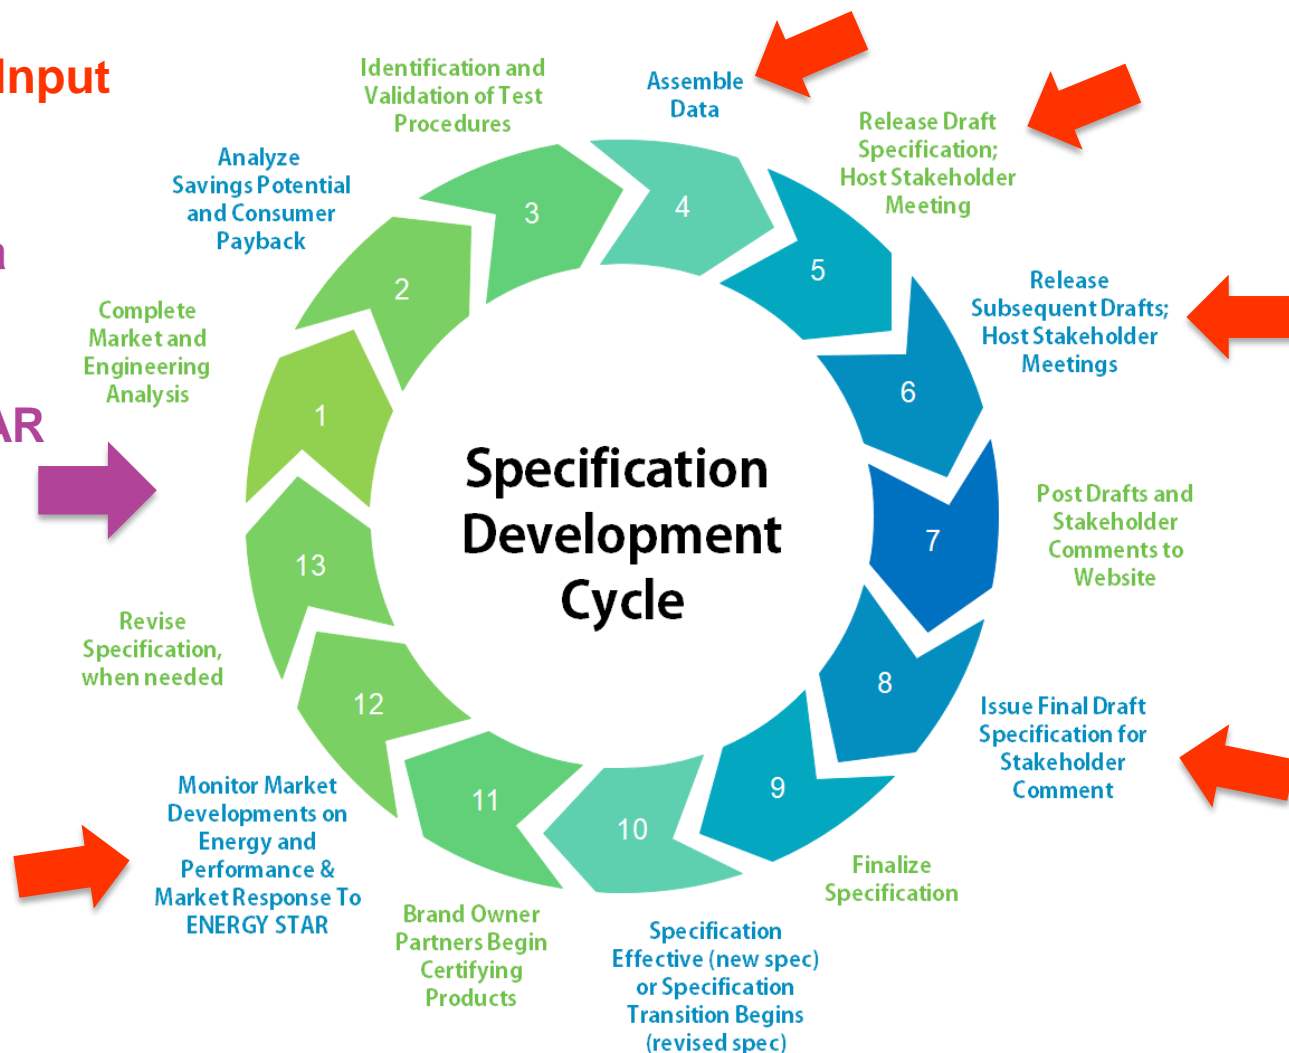 Input
AR
Specification
Development
Cycle
1
Complete
Market and
Engineering
Analysis
2
Analyze
Savings Potential
and Consumer
Payback
3
Identification and
Validation of Test
Procedures
4
Assemble
Data
5
Release Draft
Specification;
Host Stakeholder
Meeting
6
Release
Subsequent Drafts;
Host Stakeholder
Meetings
7
Post Drafts and
Stakeholder
Comments to
Website
8
Issue Final Draft
Specification for
Stakeholder
Comment
9
Finalize
Specification
10
Specification
Effective (new spec)
or Specification
Transition Begins
(revised spec)
11
Brand Owner
Partners Begin
Certifying
Products
12
Monitor Market
Developments on
Energy and
Performance &
Market Response To
ENERGY STAR
13
Revise
Specification,
when needed